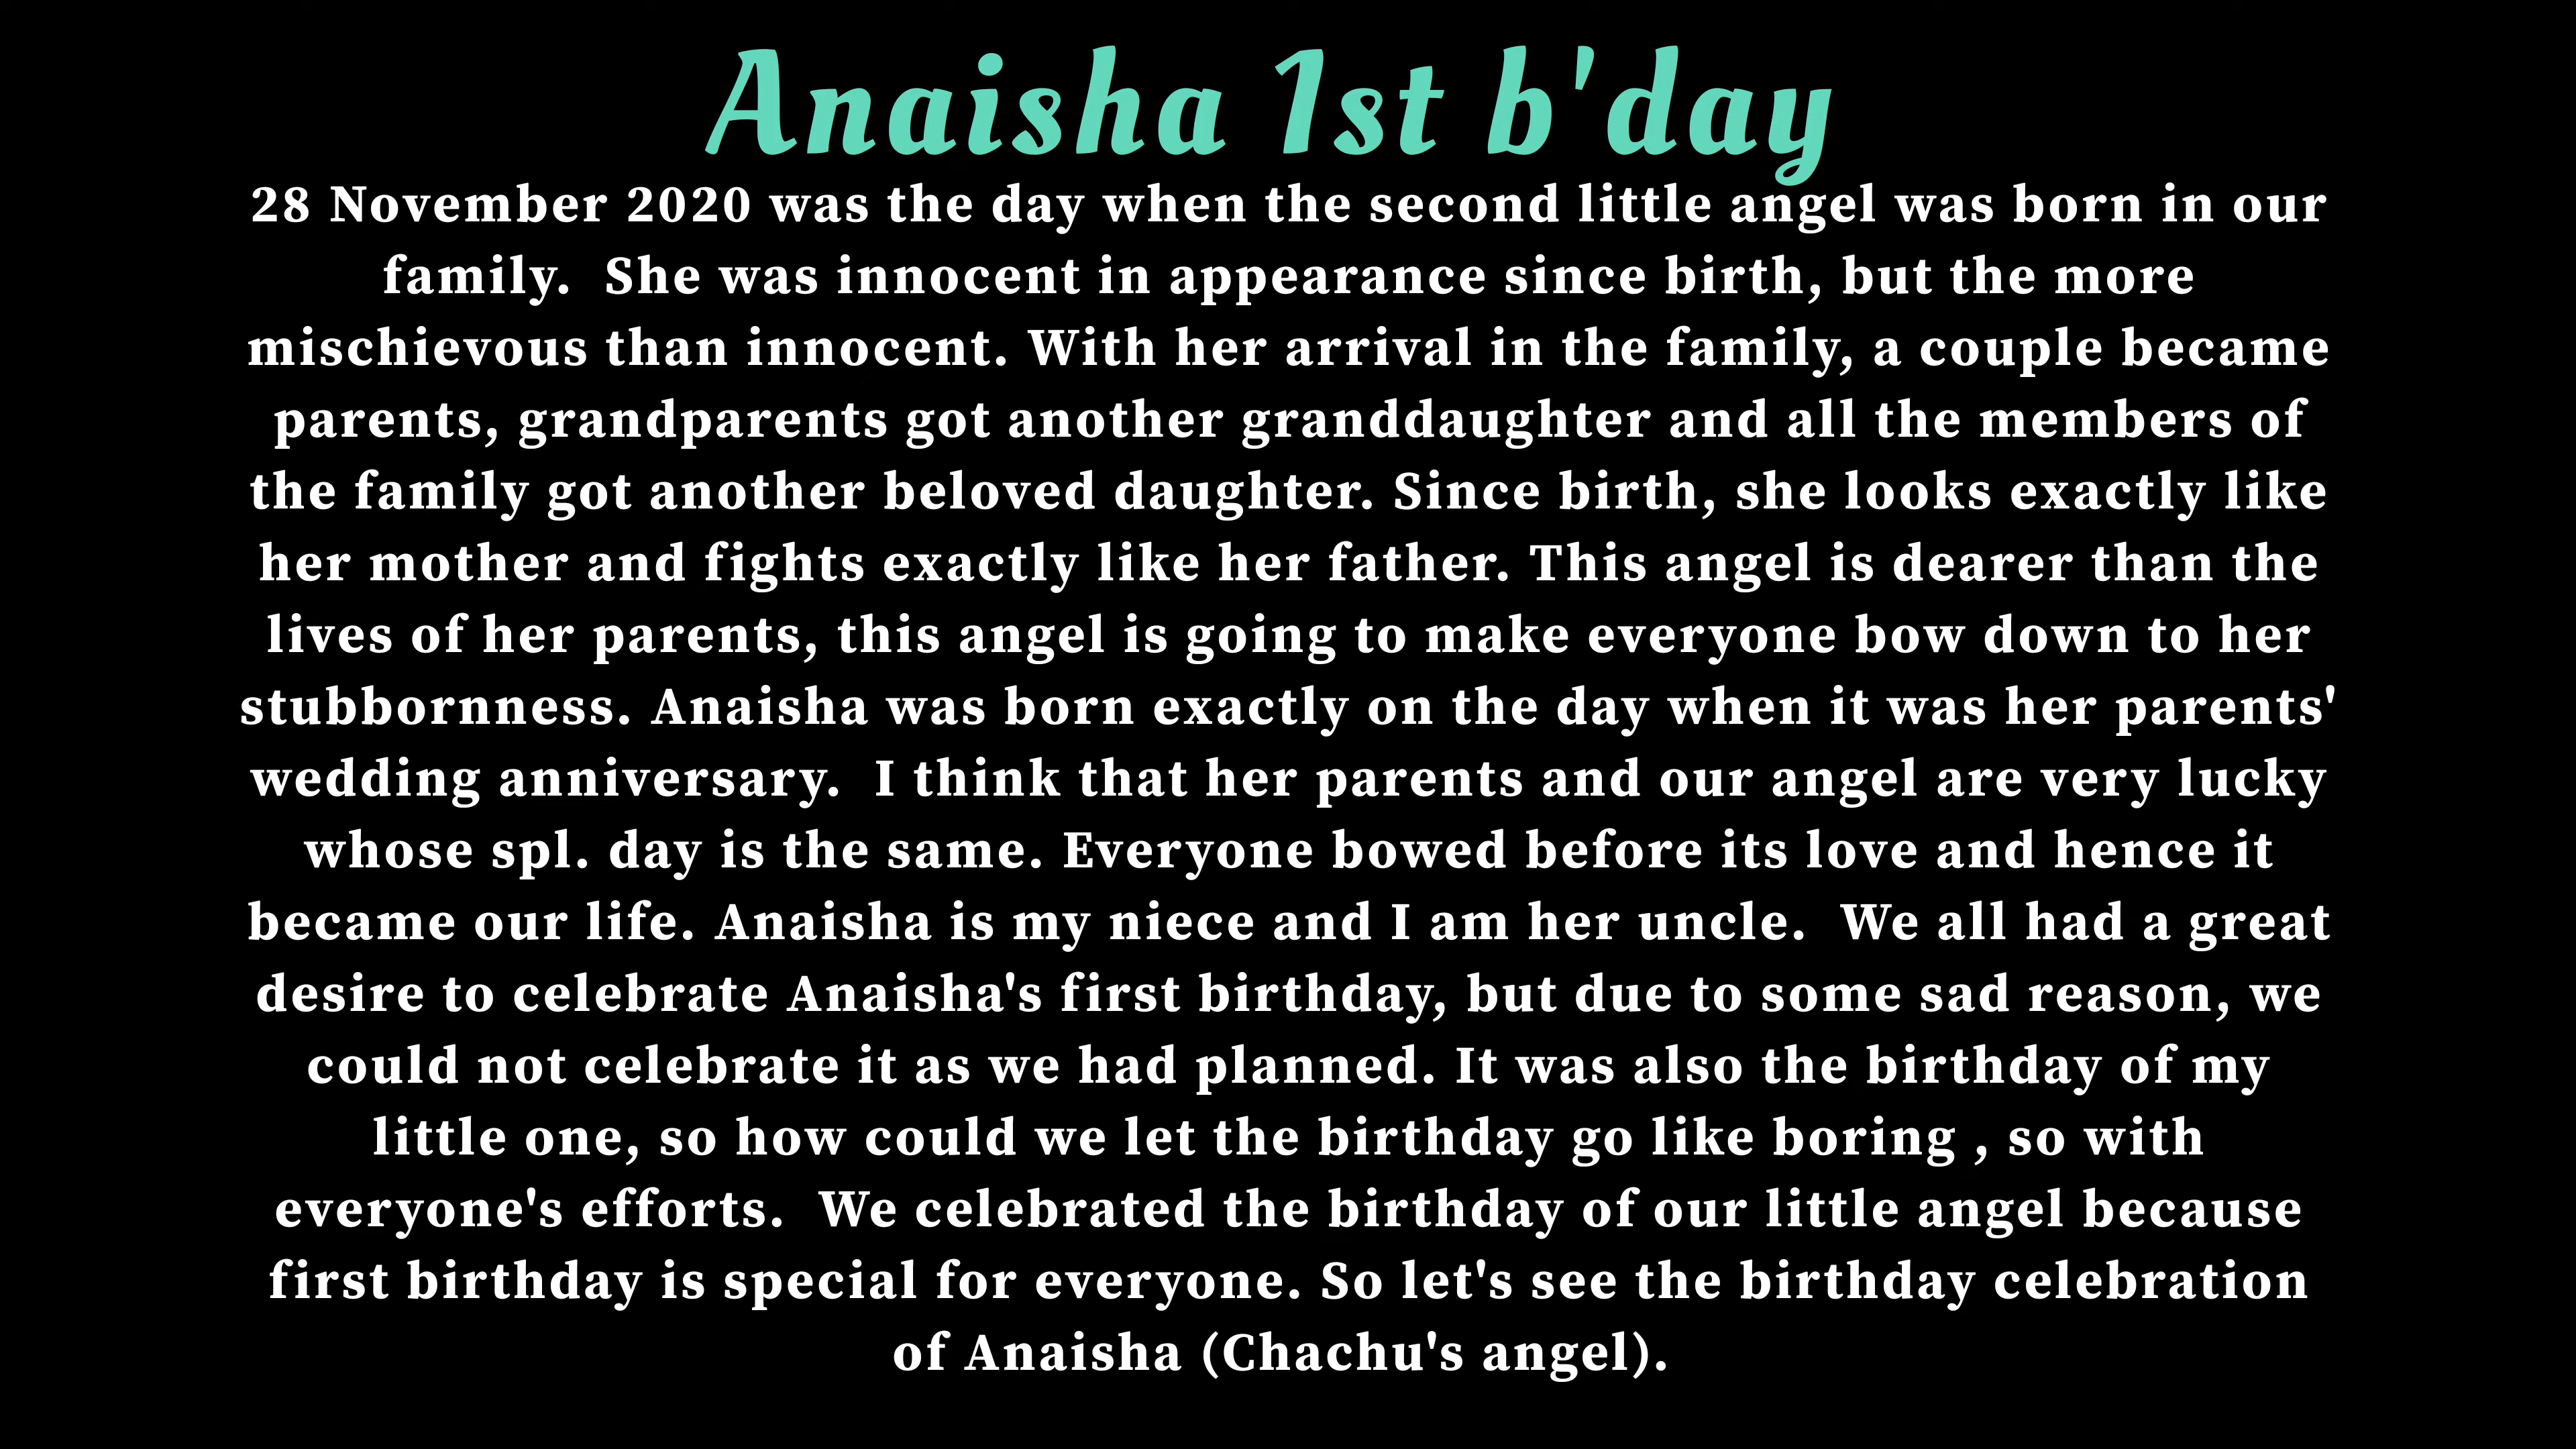 Anaisha 1st b'day
28 November 2020 was the day when the second little angel was born in our
family.  She was innocent in appearance since birth, but the more
mischievous than innocent. With her arrival in the family, a couple became
parents, grandparents got another granddaughter and all the members of
the family got another beloved daughter. Since birth, she looks exactly like
her mother and fights exactly like her father. This angel is dearer than the
lives of her parents, this angel is going to make everyone bow down to her
stubbornness. Anaisha was born exactly on the day when it was her parents'
wedding anniversary.  I think that her parents and our angel are very lucky
whose spl. day is the same. Everyone bowed before its love and hence it
became our life. Anaisha is my niece and I am her uncle.  We all had a great
desire to celebrate Anaisha's first birthday, but due to some sad reason, we
could not celebrate it as we had planned. It was also the birthday of my
little one, so how could we let the birthday go like boring , so with
everyone's efforts.  We celebrated the birthday of our little angel because
first birthday is special for everyone. So let's see the birthday celebration
of Anaisha (Chachu's angel).